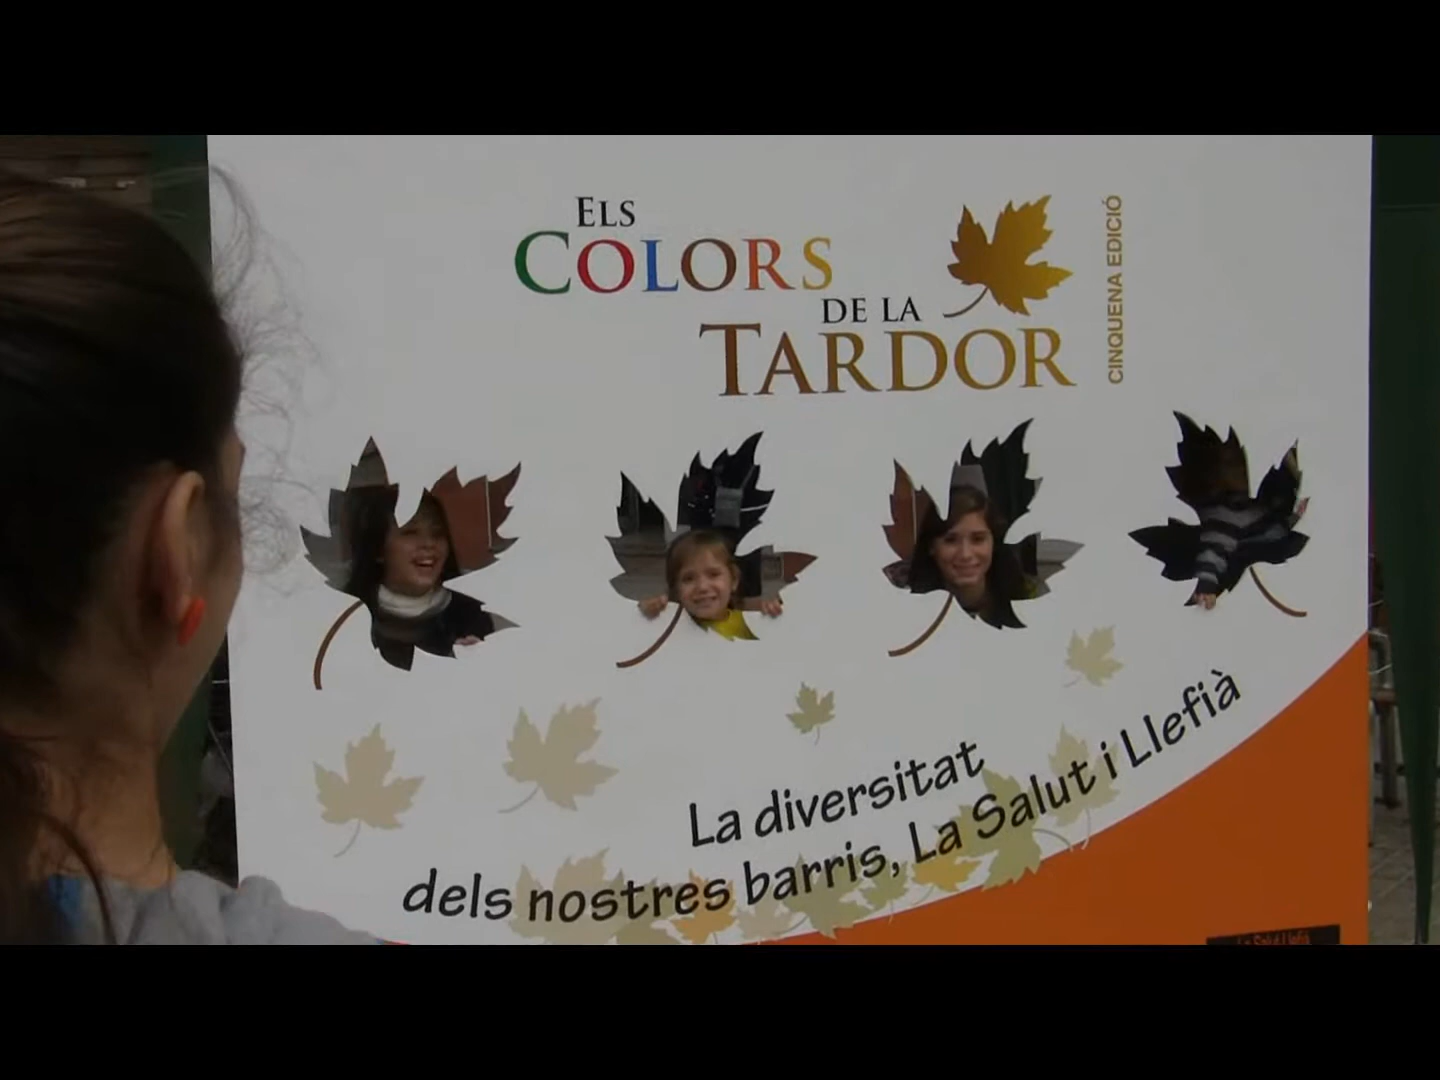 ELS
COLORS
DE LA
TARDOR
CINQUENA EDICIÓ
La diversitat
dels nostres barris, La Salut i Llefià